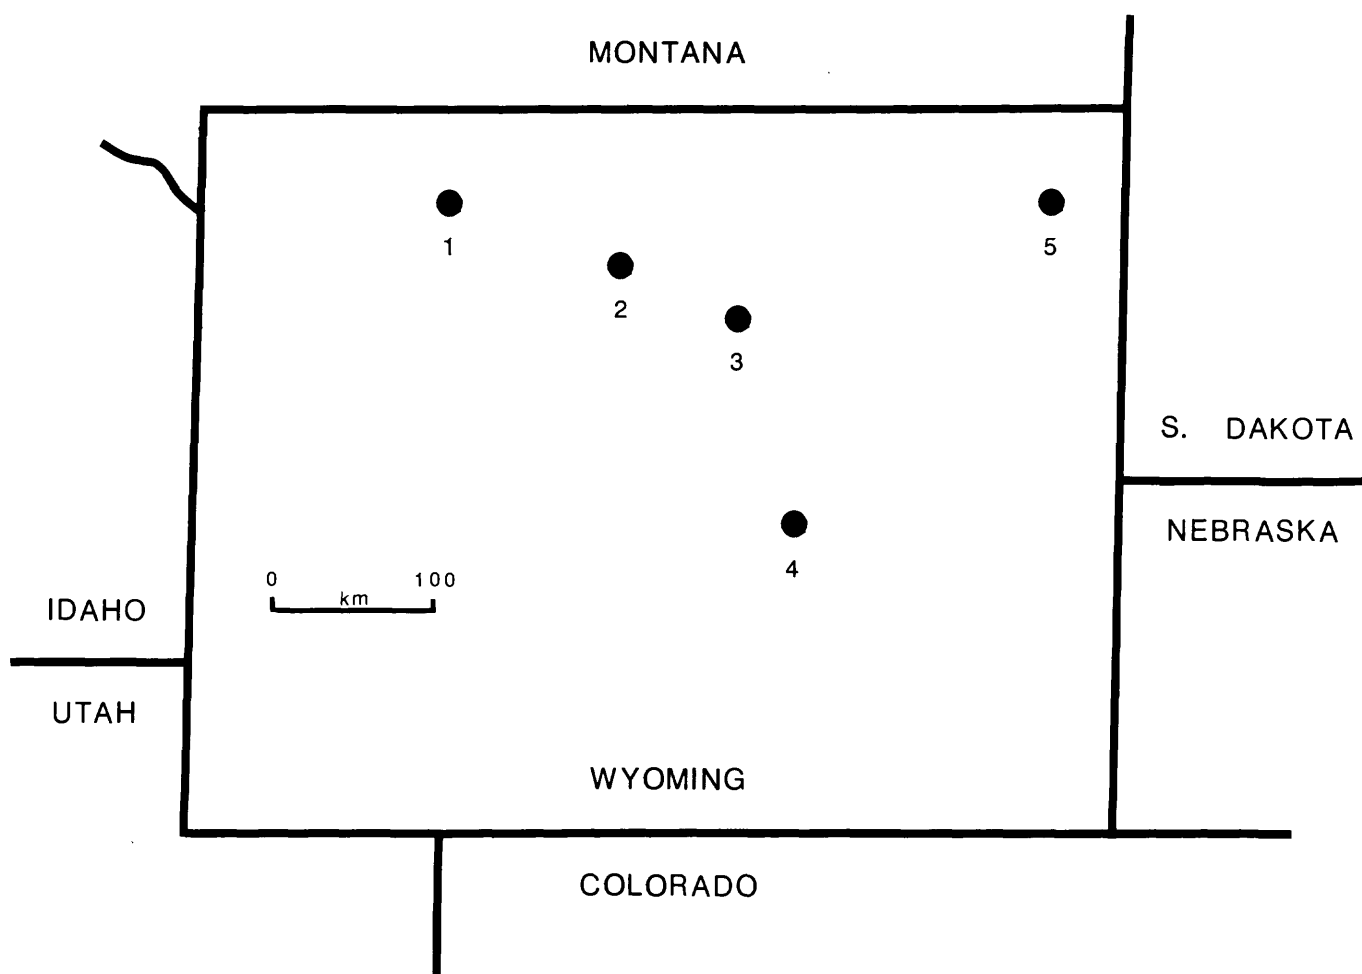 MONTANA
1
5
2
3
S. DAKOTA
NEBRASKA
4
0 100
km
IDAHO
UTAH
WYOMING
COLORADO